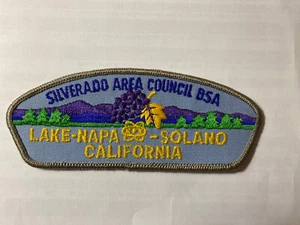 SILVERADO AREA COUNCIL BSA
LAKE-NAPA-SOLANO
CALIFORNIA